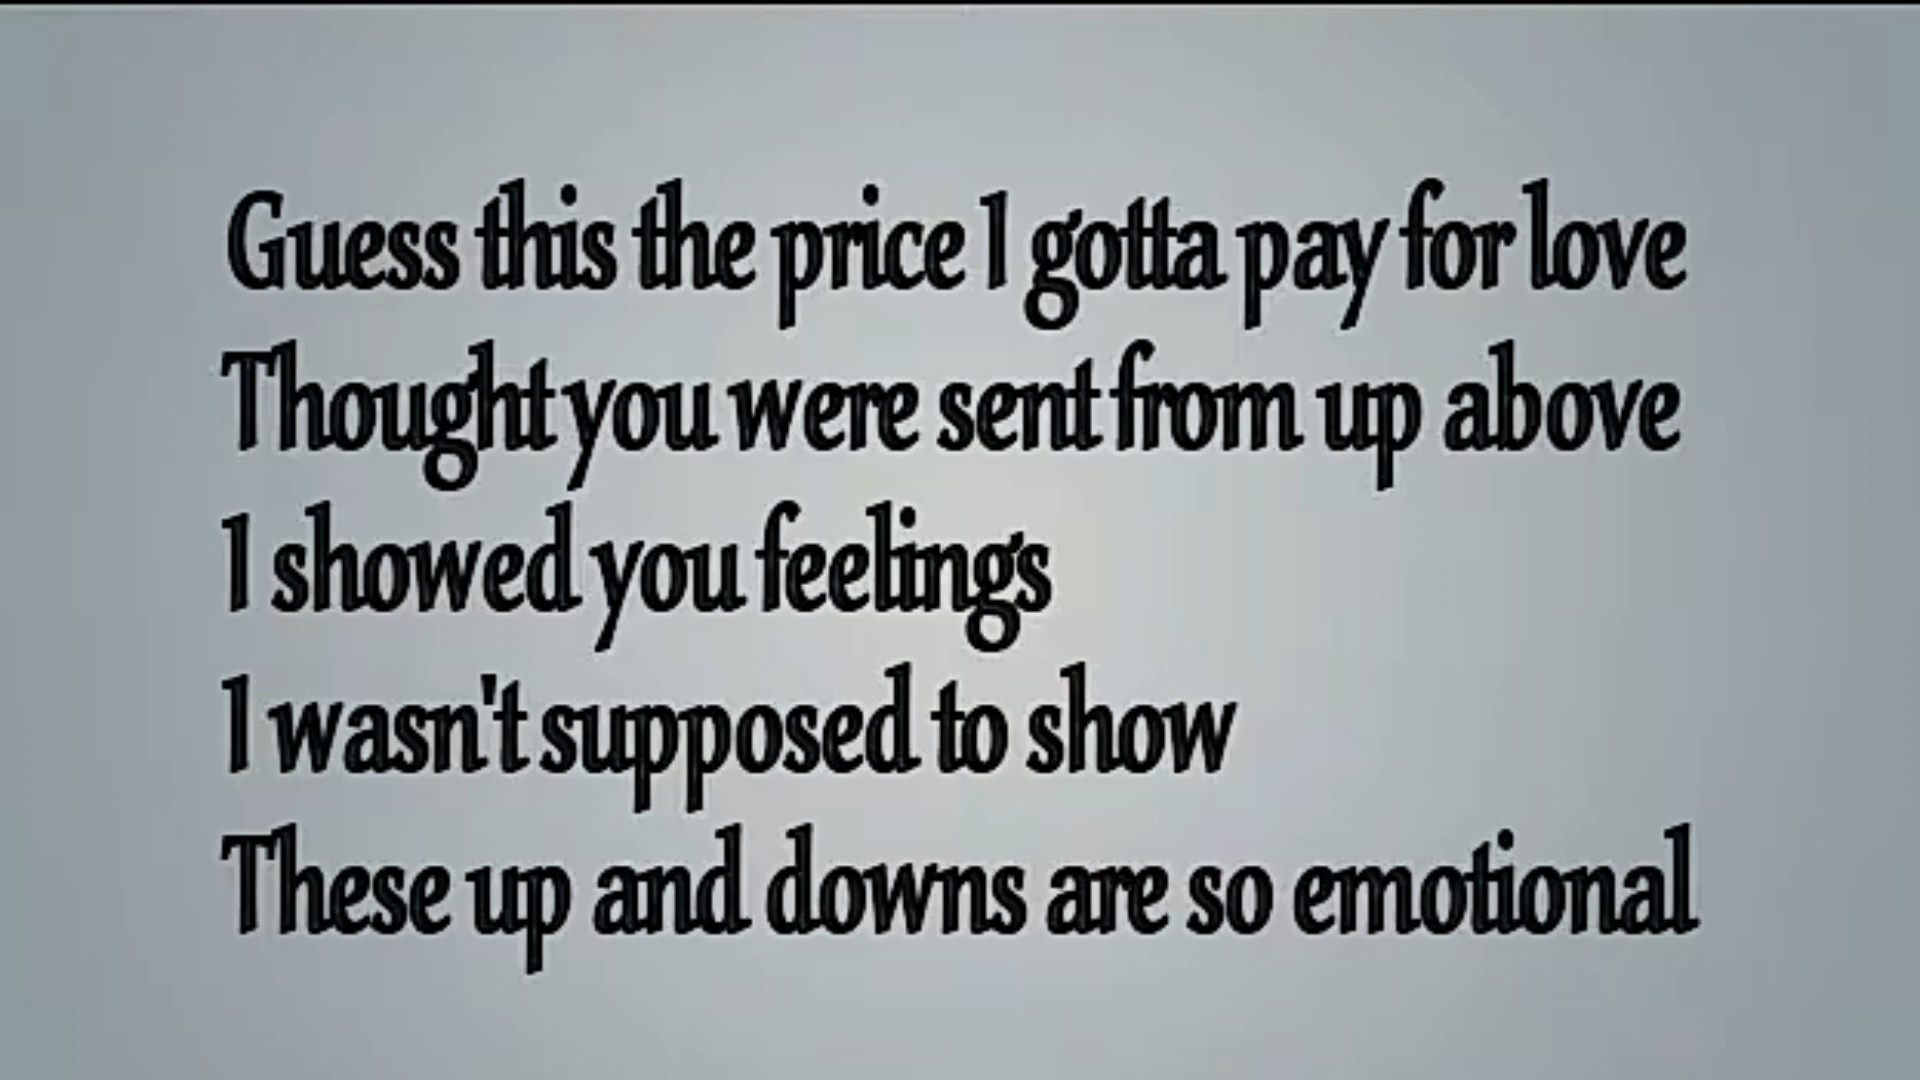 Guess this the price I gotta pay for love
Thought you were sent from up above
I showed you feelings
I wasn't supposed to show
These up and downs are so emotional